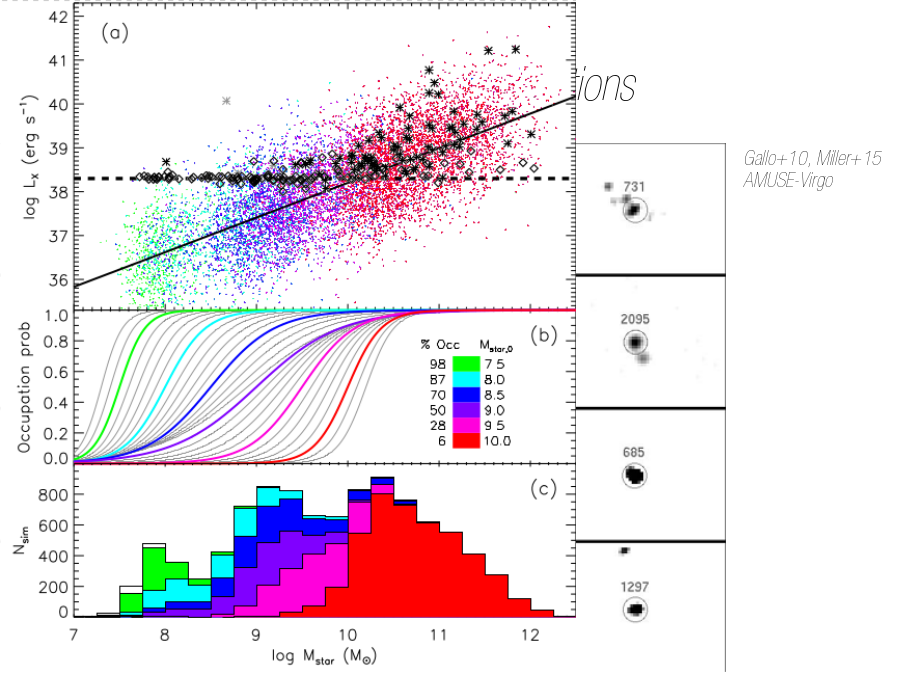 (a)
42
41
40
39
38
37
36
log L_X (erg s⁻¹)
ions
Gallo+10, Miller+15
AMUSE-Virgo
731
2095
685
1297
(b)
1.0
0.8
0.6
0.4
0.2
0.0
Occupation prob
% Occ M_star,0
98 7.5
87 8.0
70 8.5
50 9.0
28 9.5
6 10.0
(c)
800
600
400
200
0
N_sim
7 8 9 10 11 12
log M_star (M_⊙)